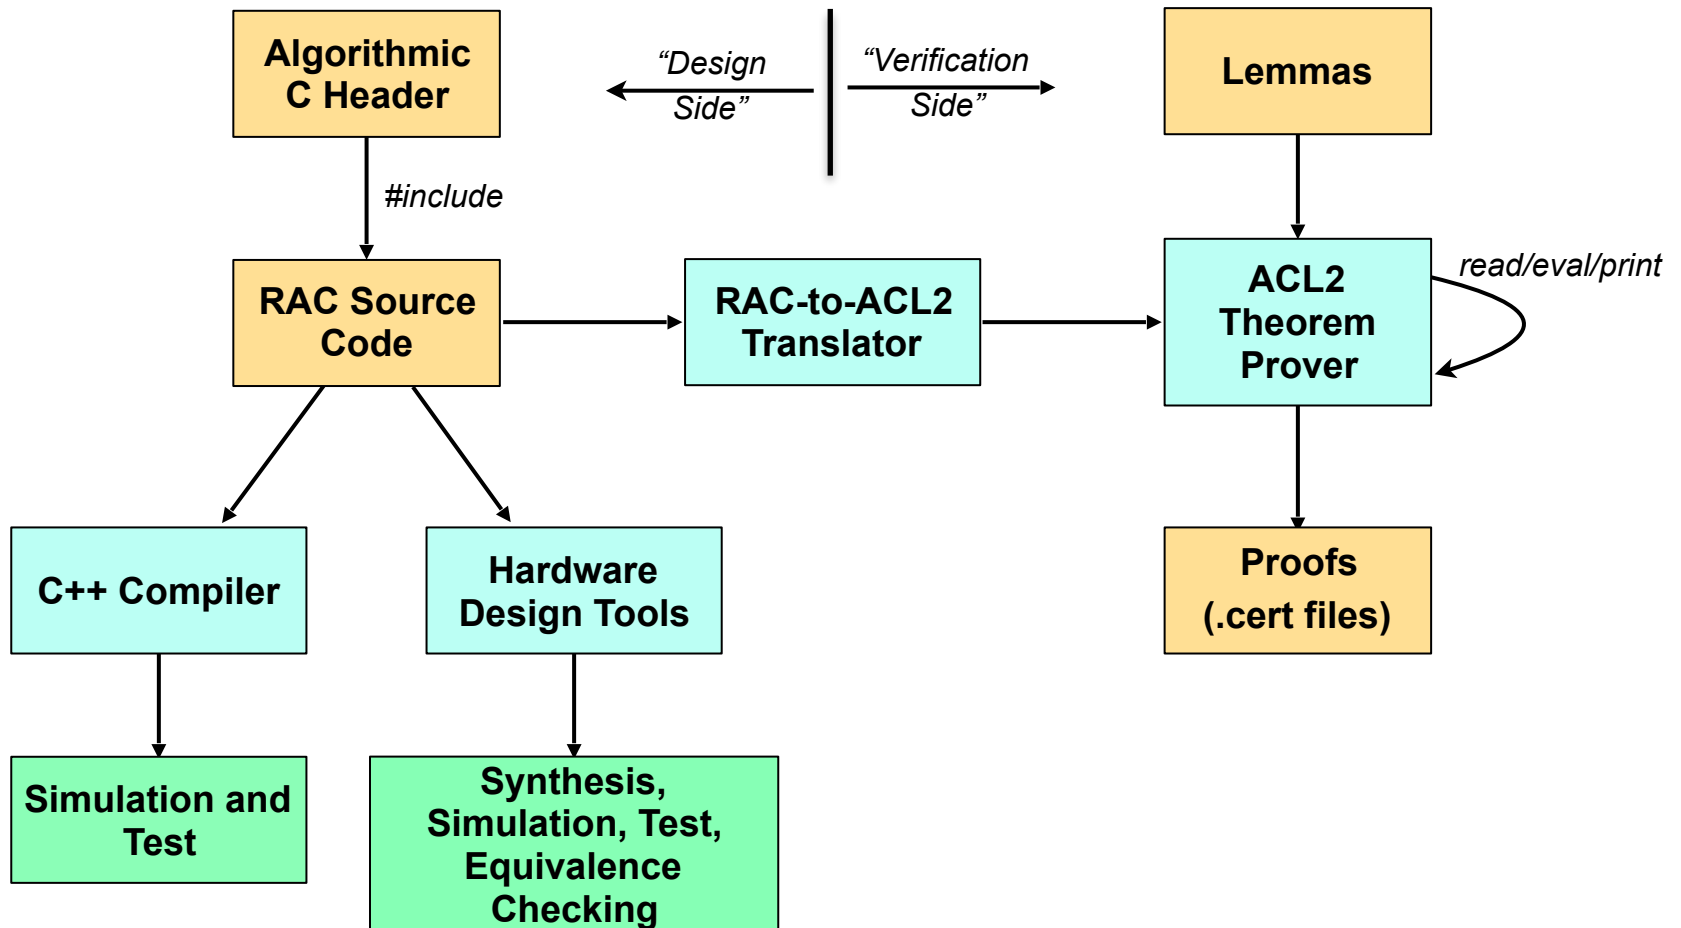 Algorithmic
C Header
“Design
Side”
“Verification
Side”
Lemmas
#include
RAC Source
Code
RAC-to-ACL2
Translator
ACL2
Theorem
Prover
read/eval/print
C++ Compiler
Hardware
Design Tools
Proofs
(.cert files)
Simulation and
Test
Synthesis,
Simulation, Test,
Equivalence
Checking